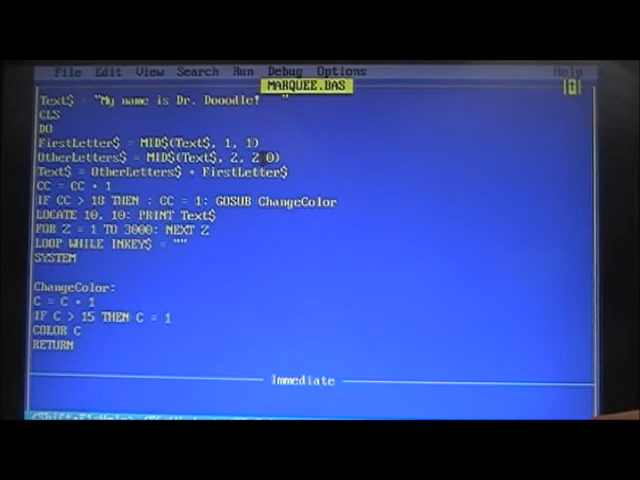 File Edit View Search Run Debug Options Help
MARQUEE.BAS
Text$ = "My name is Dr. Dooodle!   "
CLS
DO
FirstLetter$ = MID$(Text$, 1, 1)
OtherLetters$ = MID$(Text$, 2, 2 0)
Text$ = OtherLetters$ + FirstLetter$
CC = CC + 1
IF CC > 18 THEN : CC = 1: GOSUB ChangeColor
LOCATE 10, 10: PRINT Text$
FOR Z = 1 TO 3000: NEXT Z
LOOP WHILE INKEY$ = ""
SYSTEM
ChangeColor:
C = C + 1
IF C > 15 THEN C = 1
COLOR C
RETURN
Immediate